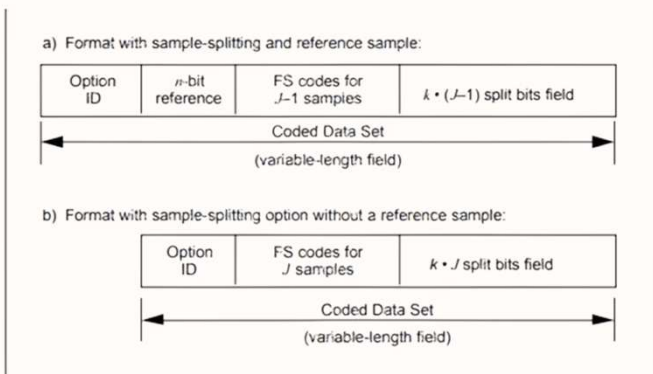 a) Format with sample-splitting and reference sample:
Option
ID
n-bit
reference
FS codes for
J–1 samples
k • (J–1) split bits field
Coded Data Set
(variable-length field)
b) Format with sample-splitting option without a reference sample:
Option
ID
FS codes for
J samples
k • J split bits field
Coded Data Set
(variable-length field)